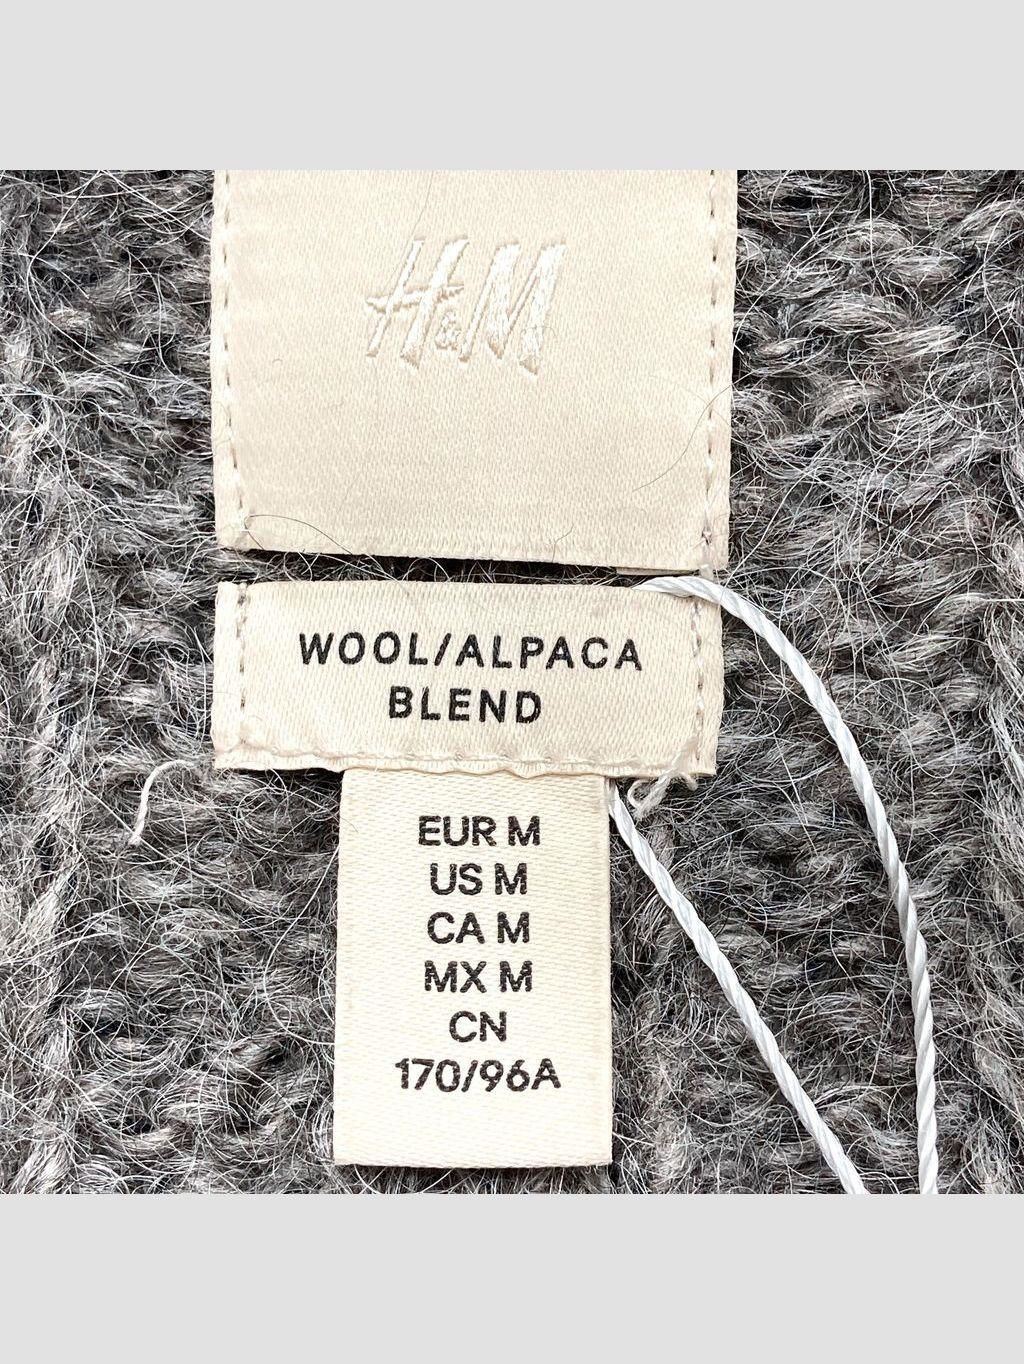 H&M
WOOL/ALPACA
BLEND
EUR M
US M
CA M
MX M
CN
170/96A